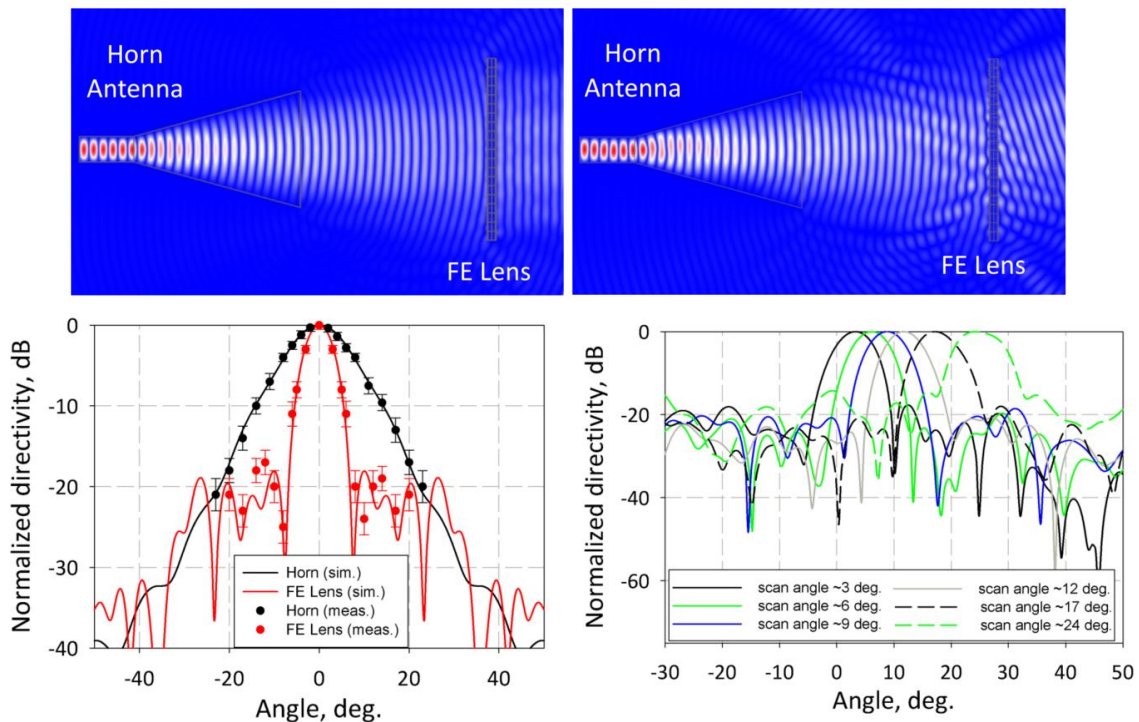 Horn
Antenna
FE Lens
Horn
Antenna
FE Lens
Normalized directivity, dB
0
-10
-20
-30
-40
Horn (sim.)
FE Lens (sim.)
Horn (meas.)
FE Lens (meas.)
-40
-20
0
20
40
Angle, deg.
Normalized directivity, dB
0
-20
-40
-60
scan angle ~3 deg.
scan angle ~6 deg.
scan angle ~9 deg.
scan angle ~12 deg.
scan angle ~17 deg.
scan angle ~24 deg.
-30
-20
-10
0
10
20
30
40
50
Angle, deg.